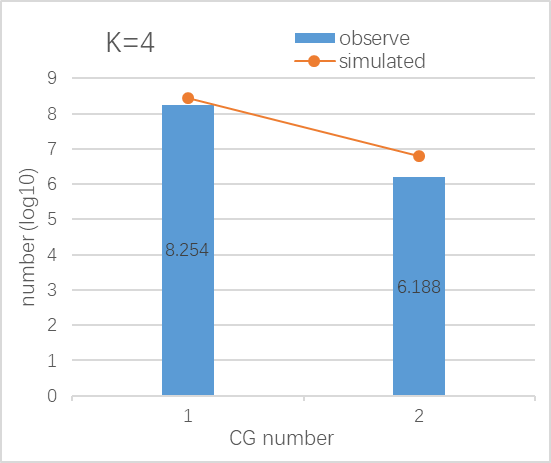 K=4
observe
simulated
9
8
7
6
5
4
3
2
1
0
number (log10)
8.254
6.188
1
2
CG number